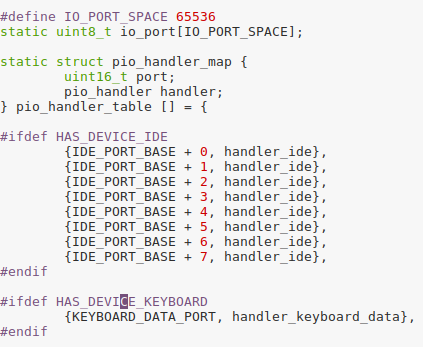 #define IO_PORT_SPACE 65536
static uint8_t io_port[IO_PORT_SPACE];
static struct pio_handler_map {
        uint16_t port;
        pio_handler handler;
} pio_handler_table [] = {
#ifdef HAS_DEVICE_IDE
        {IDE_PORT_BASE + 0, handler_ide},
        {IDE_PORT_BASE + 1, handler_ide},
        {IDE_PORT_BASE + 2, handler_ide},
        {IDE_PORT_BASE + 3, handler_ide},
        {IDE_PORT_BASE + 4, handler_ide},
        {IDE_PORT_BASE + 5, handler_ide},
        {IDE_PORT_BASE + 6, handler_ide},
        {IDE_PORT_BASE + 7, handler_ide},
#endif
#ifdef HAS_DEVICE_KEYBOARD
        {KEYBOARD_DATA_PORT, handler_keyboard_data},
#endif